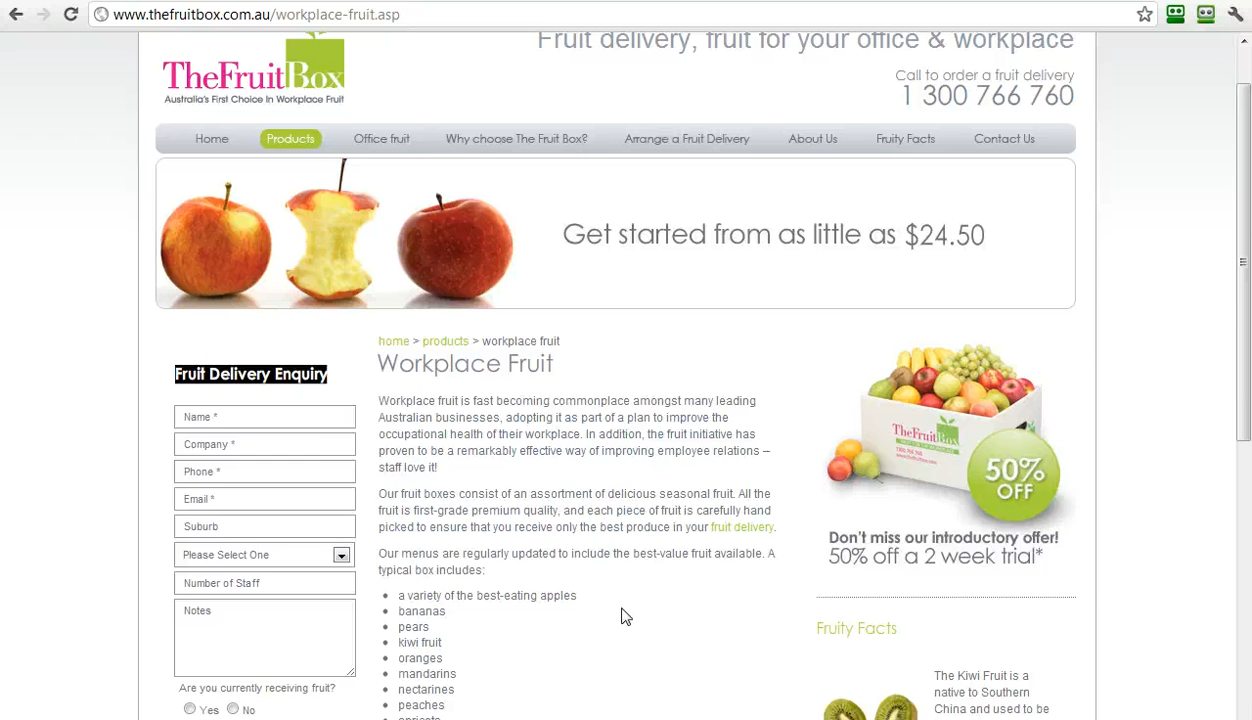 www.thefruitbox.com.au/workplace-fruit.asp
Fruit delivery, fruit for your office & workplace
TheFruitBox
Australia's First Choice In Workplace Fruit
Call to order a fruit delivery
1 300 766 760
Home Products Office fruit Why choose The Fruit Box? Arrange a Fruit Delivery About Us Fruity Facts Contact Us
Get started from as little as $24.50
home > products > workplace fruit
Workplace Fruit
Fruit Delivery Enquiry
Name *
Company *
Phone *
Email *
Suburb
Please Select One
Number of Staff
Notes
Are you currently receiving fruit?
Yes No
Workplace fruit is fast becoming commonplace amongst many leading
Australian businesses, adopting it as part of a plan to improve the
occupational health of their workplace. In addition, the fruit initiative has
proven to be a remarkably effective way of improving employee relations –
staff love it!
Our fruit boxes consist of an assortment of delicious seasonal fruit. All the
fruit is first-grade premium quality, and each piece of fruit is carefully hand
picked to ensure that you receive only the best produce in your fruit delivery.
Our menus are regularly updated to include the best-value fruit available. A
typical box includes:
a variety of the best-eating apples
bananas
pears
kiwi fruit
oranges
mandarins
nectarines
peaches
apricots
TheFruitBox
50%
OFF
Don't miss our introductory offer!
50% off a 2 week trial*
Fruity Facts
The Kiwi Fruit is a
native to Southern
China and used to be